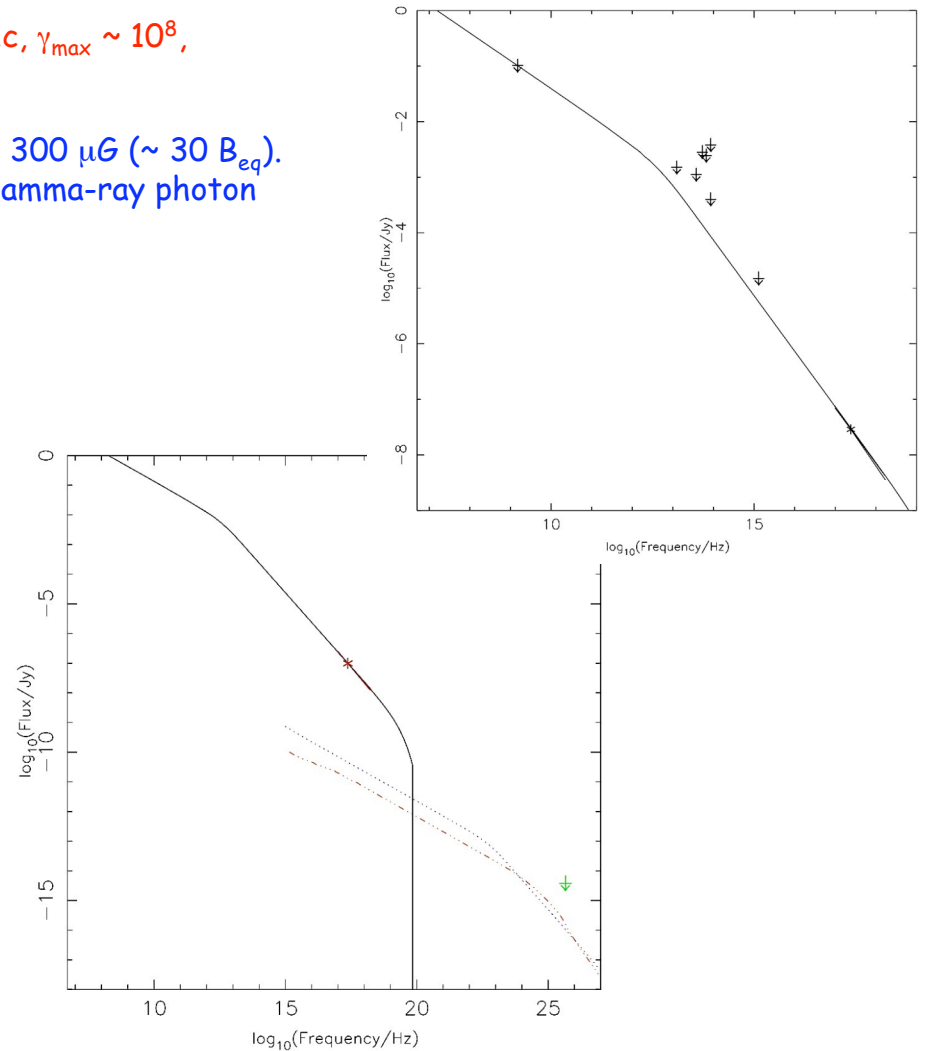 c, γmax ~ 10⁸,
300 μG (~ 30 Beq).
amma-ray photon
0
−2
−4
−6
−8
log₁₀(Flux/Jy)
10
15
log₁₀(Frequency/Hz)
0
−5
−10
−15
log₁₀(Flux/Jy)
10
15
20
25
log₁₀(Frequency/Hz)